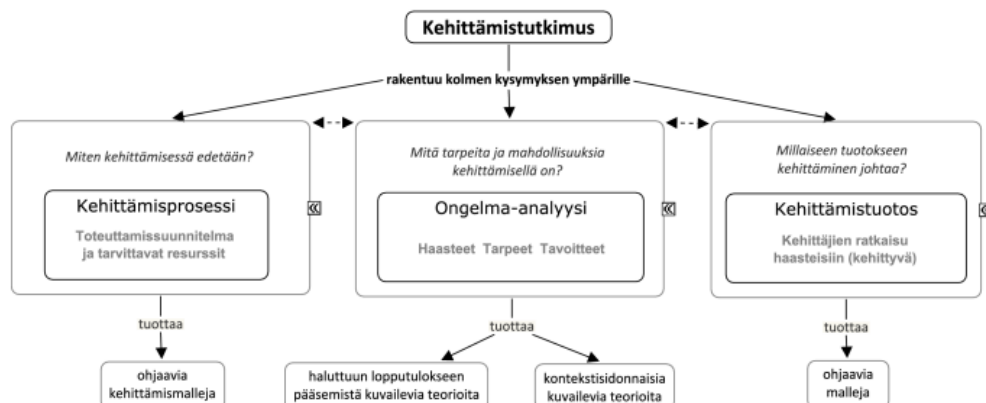 Kehittämistutkimus
rakentuu kolmen kysymyksen ympärille
Miten kehittämisessä edetään?
Kehittämisprosessi
Toteuttamissuunnitelma
ja tarvittavat resurssit
tuottaa
ohjaavia
kehittämismalleja
Mitä tarpeita ja mahdollisuuksia
kehittämisellä on?
Ongelma-analyysi
Haasteet Tarpeet Tavoitteet
tuottaa
haluttuun lopputulokseen
pääsemistä kuvailevia teorioita
kontekstisidonnaisia
kuvailevia teorioita
Millaiseen tuotokseen
kehittäminen johtaa?
Kehittämistuotos
Kehittäjien ratkaisu
haasteisiin (kehittyvä)
tuottaa
ohjaavia
malleja